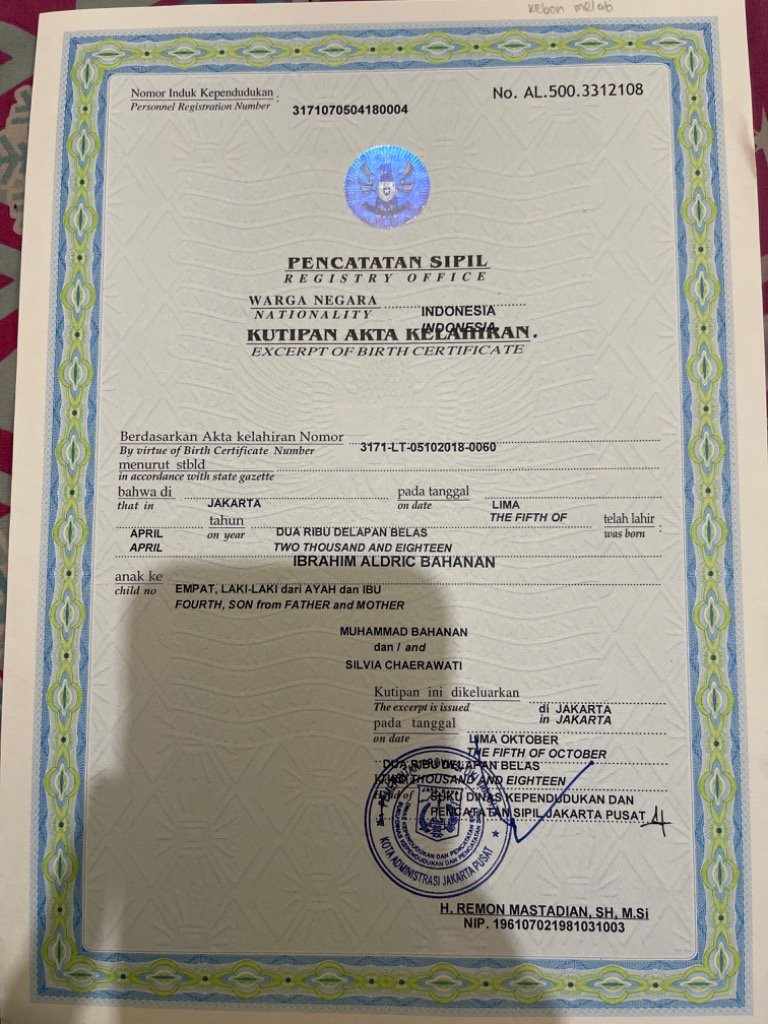 kebon melati
Nomor Induk Kependudukan :
Personnel Registration Number
3171070504180004
No. AL.500.3312108
PENCATATAN SIPIL
REGISTRY OFFICE
WARGA NEGARA
NATIONALITY
INDONESIA
INDONESIA
KUTIPAN AKTA KELAHIRAN.
EXCERPT OF BIRTH CERTIFICATE
Berdasarkan Akta kelahiran Nomor
By virtue of Birth Certificate Number
3171-LT-05102018-0060
menurut stbld
in accordance with state gazette
bahwa di JAKARTA pada tanggal LIMA
that in on date THE FIFTH OF
tahun telah lahir :
on year was born
APRIL DUA RIBU DELAPAN BELAS
APRIL TWO THOUSAND AND EIGHTEEN
IBRAHIM ALDRIC BAHANAN
anak ke
child no
EMPAT, LAKI-LAKI dari AYAH dan IBU
FOURTH, SON from FATHER and MOTHER
MUHAMMAD BAHANAN
dan / and
SILVIA CHAERAWATI
Kutipan ini dikeluarkan di JAKARTA
The excerpt is issued in JAKARTA
pada tanggal
on date
LIMA OKTOBER
THE FIFTH OF OCTOBER
DUA RIBU DELAPAN BELAS
TWO THOUSAND AND EIGHTEEN
SUKU DINAS KEPENDUDUKAN DAN
PENCATATAN SIPIL JAKARTA PUSAT
KOTA ADMINISTRASI JAKARTA PUSAT
H. REMON MASTADIAN, SH, M.Si
NIP. 196107021981031003